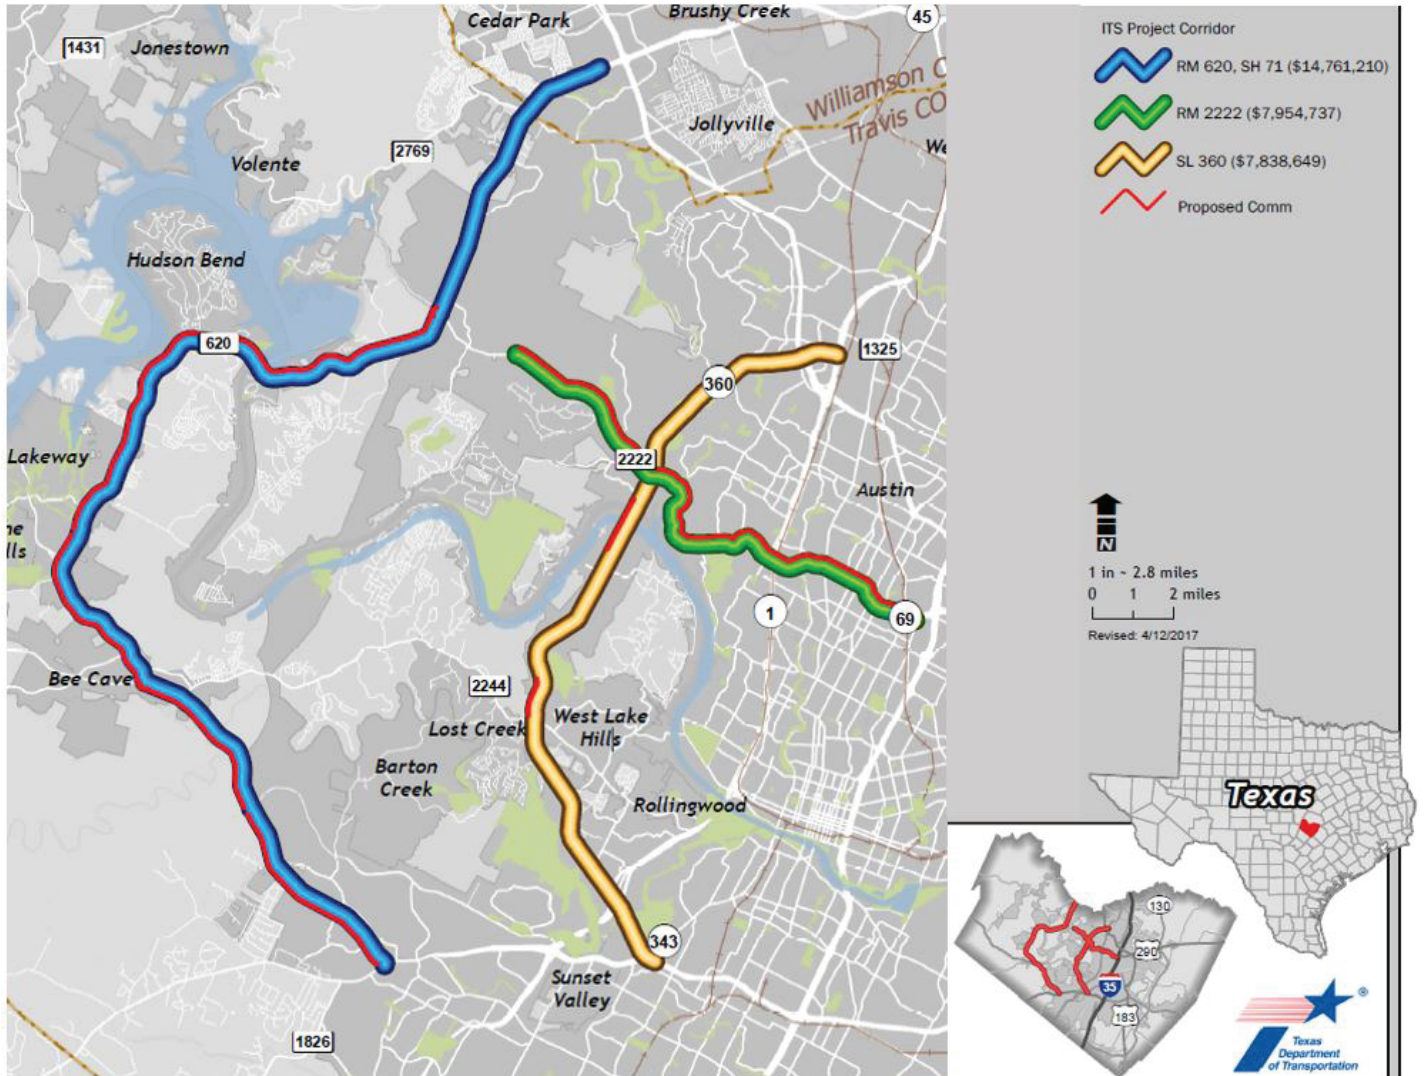 Cedar Park
Brushy Creek
45
1431
Jonestown
Williamson C
Travis CO
Jollyville
We
2769
Volente
Hudson Bend
620
1325
360
Lakeway
2222
Austin
ne
lls
1
69
Bee Cave
2244
West Lake
Hills
Lost Creek
Barton
Creek
Rollingwood
343
Sunset
Valley
1826
ITS Project Corridor
RM 620, SH 71 ($14,761,210)
RM 2222 ($7,954,737)
SL 360 ($7,838,649)
Proposed Comm
N
1 in ~ 2.8 miles
0 1 2 miles
Revised: 4/12/2017
Texas
130
290
35
183
®
Texas
Department
of Transportation